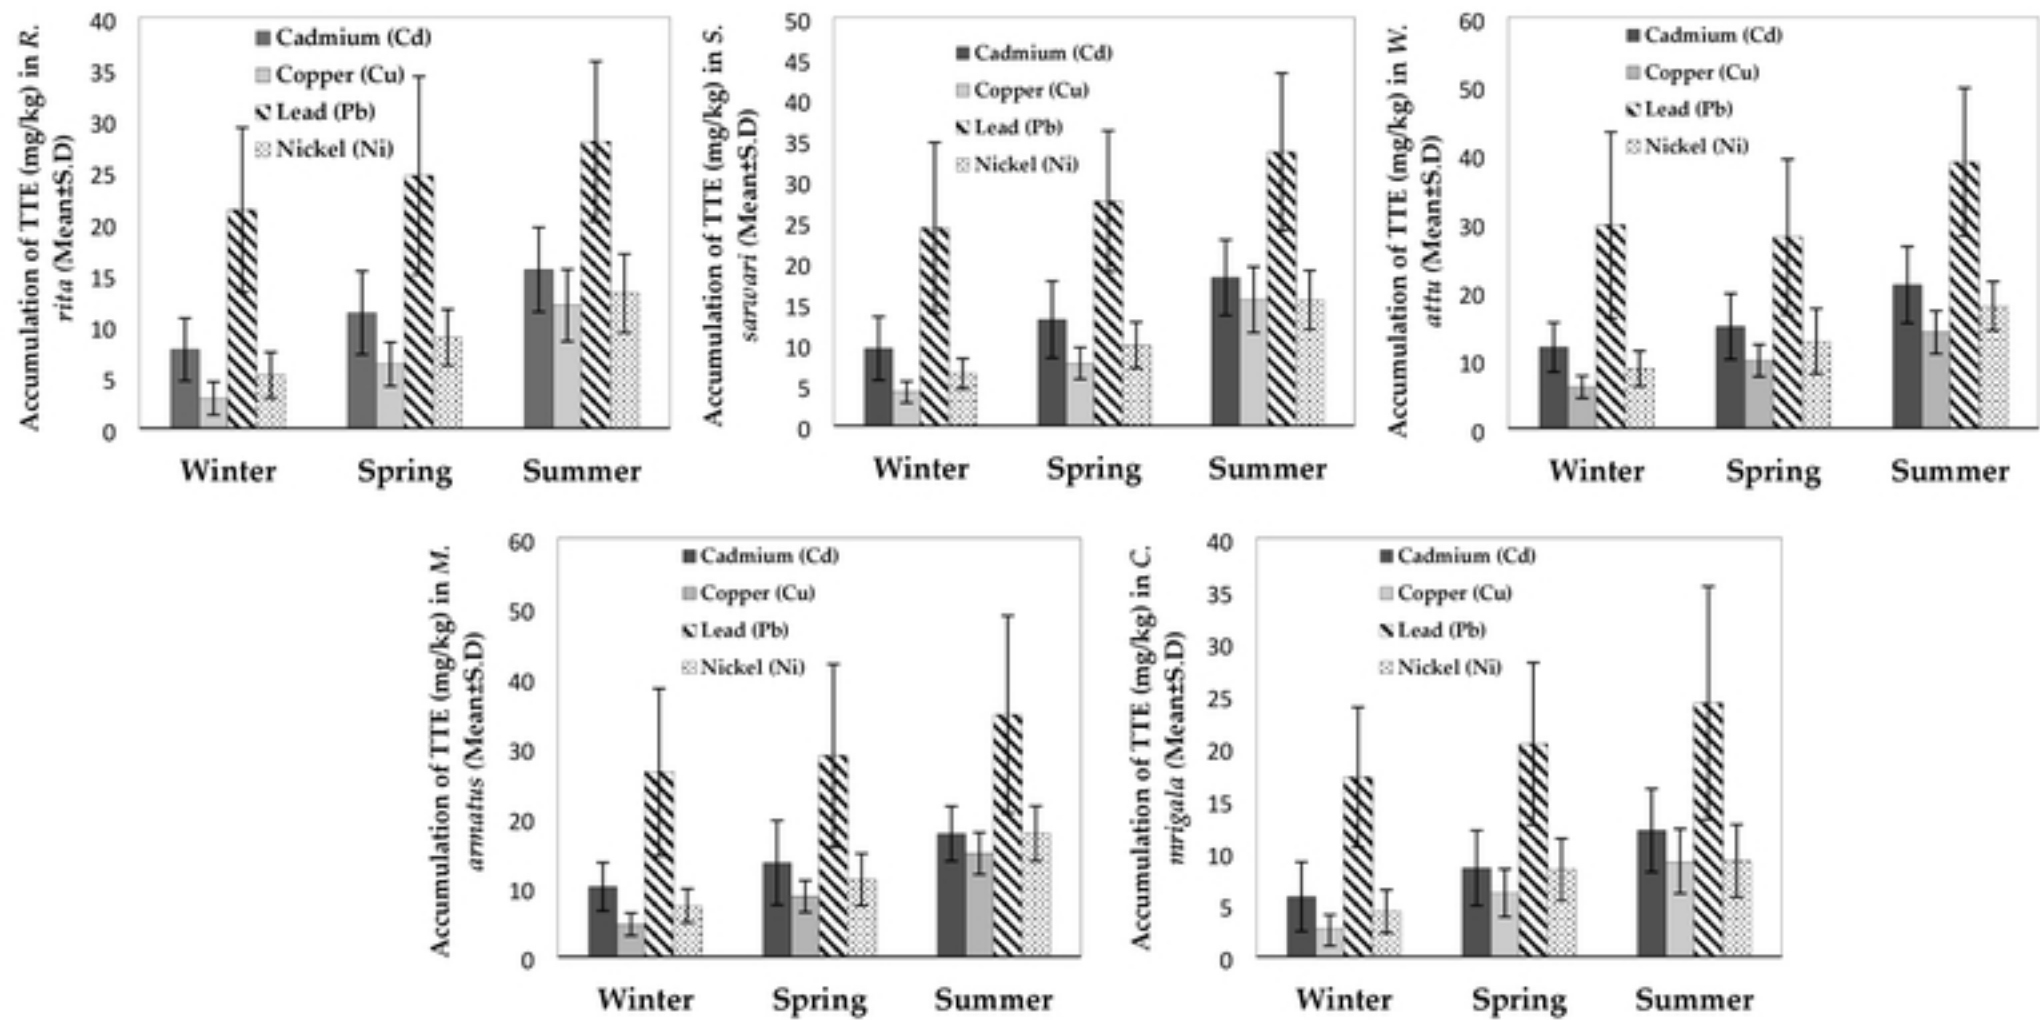 Accumulation of TTE (mg/kg) in R.
rita (Mean±S.D)
40
35
30
25
20
15
10
5
0
Cadmium (Cd)
Copper (Cu)
Lead (Pb)
Nickel (Ni)
Winter Spring Summer
Accumulation of TTE (mg/kg) in S.
sarwari (Mean±S.D)
50
45
40
35
30
25
20
15
10
5
0
Cadmium (Cd)
Copper (Cu)
Lead (Pb)
Nickel (Ni)
Winter Spring Summer
Accumulation of TTE (mg/kg) in W.
attu (Mean±S.D)
60
50
40
30
20
10
0
Cadmium (Cd)
Copper (Cu)
Lead (Pb)
Nickel (Ni)
Winter Spring Summer
Accumulation of TTE (mg/kg) in M.
armatus (Mean±S.D)
60
50
40
30
20
10
0
Cadmium (Cd)
Copper (Cu)
Lead (Pb)
Nickel (Ni)
Winter Spring Summer
Accumulation of TTE (mg/kg) in C.
mrigala (Mean±S.D)
40
35
30
25
20
15
10
5
0
Cadmium (Cd)
Copper (Cu)
Lead (Pb)
Nickel (Ni)
Winter Spring Summer